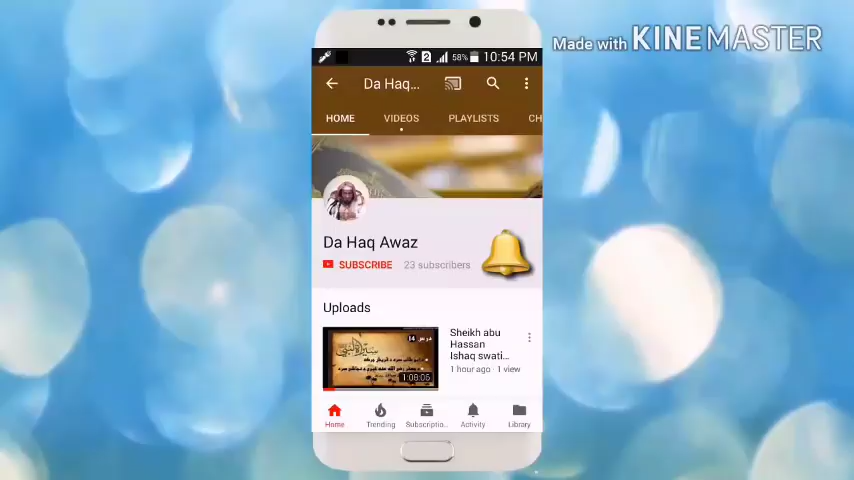 Made with KINEMASTER
2 58% 10:54 PM
Da Haq...
HOME VIDEOS PLAYLISTS CH
Da Haq Awaz
SUBSCRIBE 23 subscribers
Uploads
درس 14
Sheikh abu
Hassan
Ishaq swati...
1 hour ago · 1 view
1:08:05
Home Trending Subscriptio... Activity Library